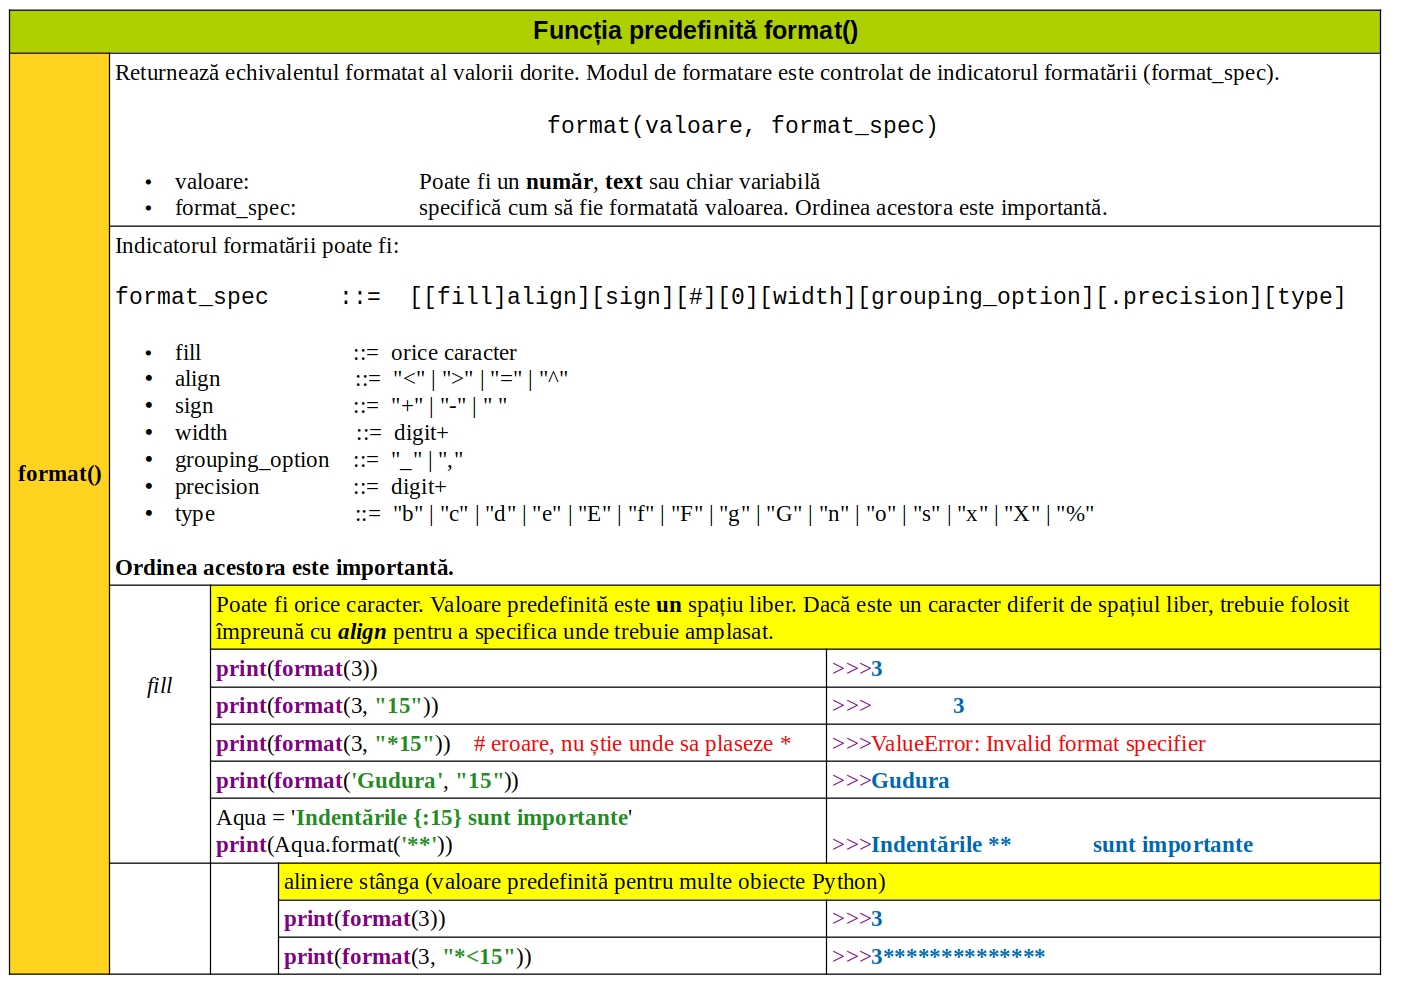 Funcția predefinită format()
format()
Returnează echivalentul formatat al valorii dorite. Modul de formatare este controlat de indicatorul formatării (format_spec).
format(valoare, format_spec)
• valoare: Poate fi un număr, text sau chiar variabilă
• format_spec: specifică cum să fie formatată valoarea. Ordinea acestora este importantă.
Indicatorul formatării poate fi:
format_spec ::= [[fill]align][sign][#][0][width][grouping_option][.precision][type]
• fill ::= orice caracter
• align ::= "<" | ">" | "=" | "^"
• sign ::= "+" | "-" | " "
• width ::= digit+
• grouping_option ::= "_" | ","
• precision ::= digit+
• type ::= "b" | "c" | "d" | "e" | "E" | "f" | "F" | "g" | "G" | "n" | "o" | "s" | "x" | "X" | "%"
Ordinea acestora este importantă.
fill
Poate fi orice caracter. Valoare predefinită este un spațiu liber. Dacă este un caracter diferit de spațiul liber, trebuie folosit
împreună cu align pentru a specifica unde trebuie amplasat.
print(format(3)) >>>3
print(format(3, "15")) >>>              3
print(format(3, "*15")) # eroare, nu știe unde sa plaseze * >>>ValueError: Invalid format specifier
print(format('Gudura', "15")) >>>Gudura
Aqua = 'Indentările {:15} sunt importante'
print(Aqua.format('**')) >>>Indentările **              sunt importante
aliniere stânga (valoare predefinită pentru multe obiecte Python)
print(format(3)) >>>3
print(format(3, "*<15")) >>>3**************